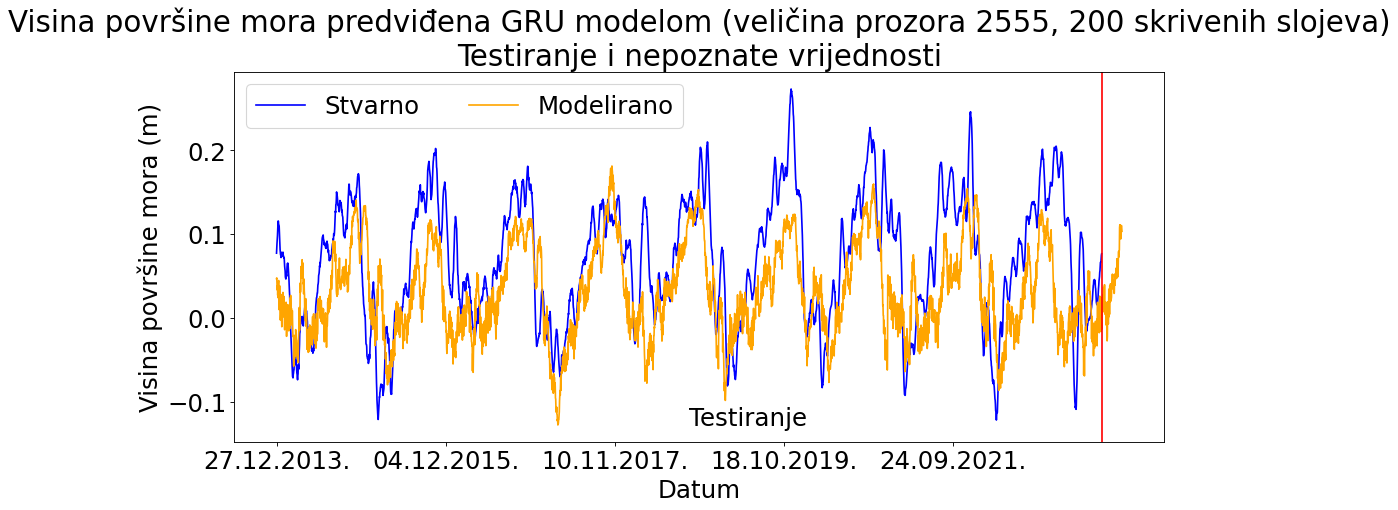 Visina površine mora predviđena GRU modelom (veličina prozora 2555, 200 skrivenih slojeva)
Testiranje i nepoznate vrijednosti
Stvarno
Modelirano
Visina površine mora (m)
0.2
0.1
0.0
−0.1
Testiranje
27.12.2013.
04.12.2015.
10.11.2017.
18.10.2019.
24.09.2021.
Datum